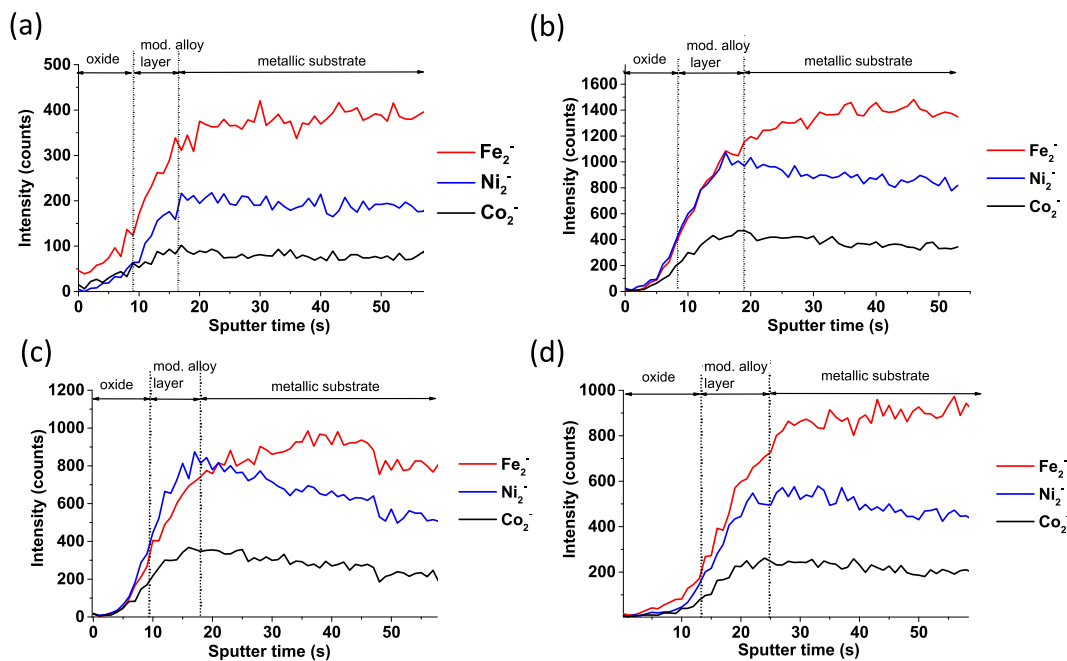 (a)
mod. alloy
oxide
layer
metallic substrate
500
400
300
200
100
0
Intensity (counts)
0 10 20 30 40 50
Sputter time (s)
Fe2-
Ni2-
Co2-
(b)
mod. alloy
oxide
layer
metallic substrate
1600
1400
1200
1000
800
600
400
200
0
Intensity (counts)
0 10 20 30 40 50
Sputter time (s)
Fe2-
Ni2-
Co2-
(c)
mod. alloy
oxide
layer
metallic substrate
1200
1000
800
600
400
200
0
Intensity (counts)
0 10 20 30 40 50
Sputter time (s)
Fe2-
Ni2-
Co2-
(d)
mod. alloy
oxide
layer
metallic substrate
1000
800
600
400
200
Intensity (counts)
0 10 20 30 40 50
Sputter time (s)
Fe2-
Ni2-
Co2-